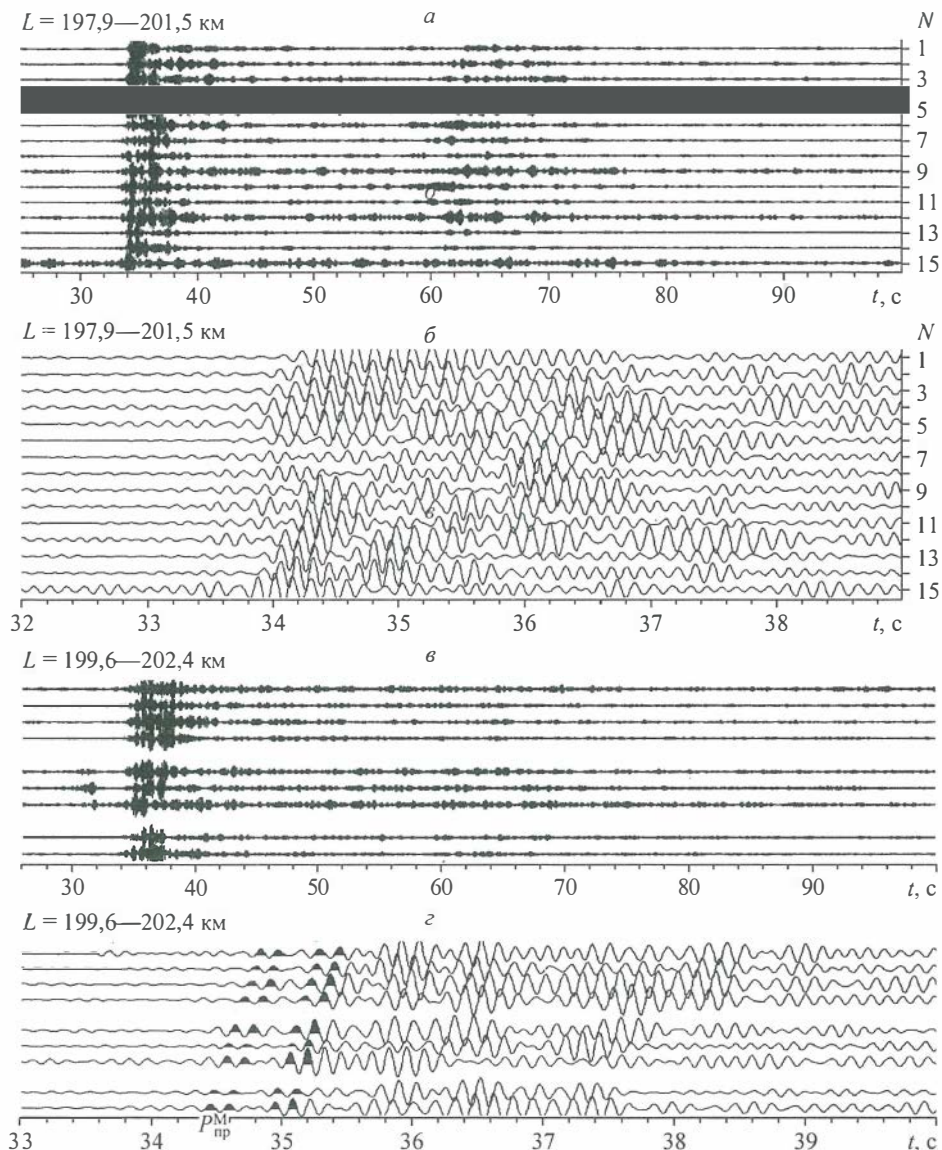 L = 197,9—201,5 км
а
N
1
3
5
7
9
11
13
15
б
30 40 50 60 70 80 90 t, с
L = 197,9—201,5 км
б
N
1
3
5
7
9
11
13
15
в
32 33 34 35 36 37 38 t, с
L = 199,6—202,4 км
в
30 40 50 60 70 80 90 t, с
L = 199,6—202,4 км
г
33 34 35 36 37 38 39 t, с
P^М_пр